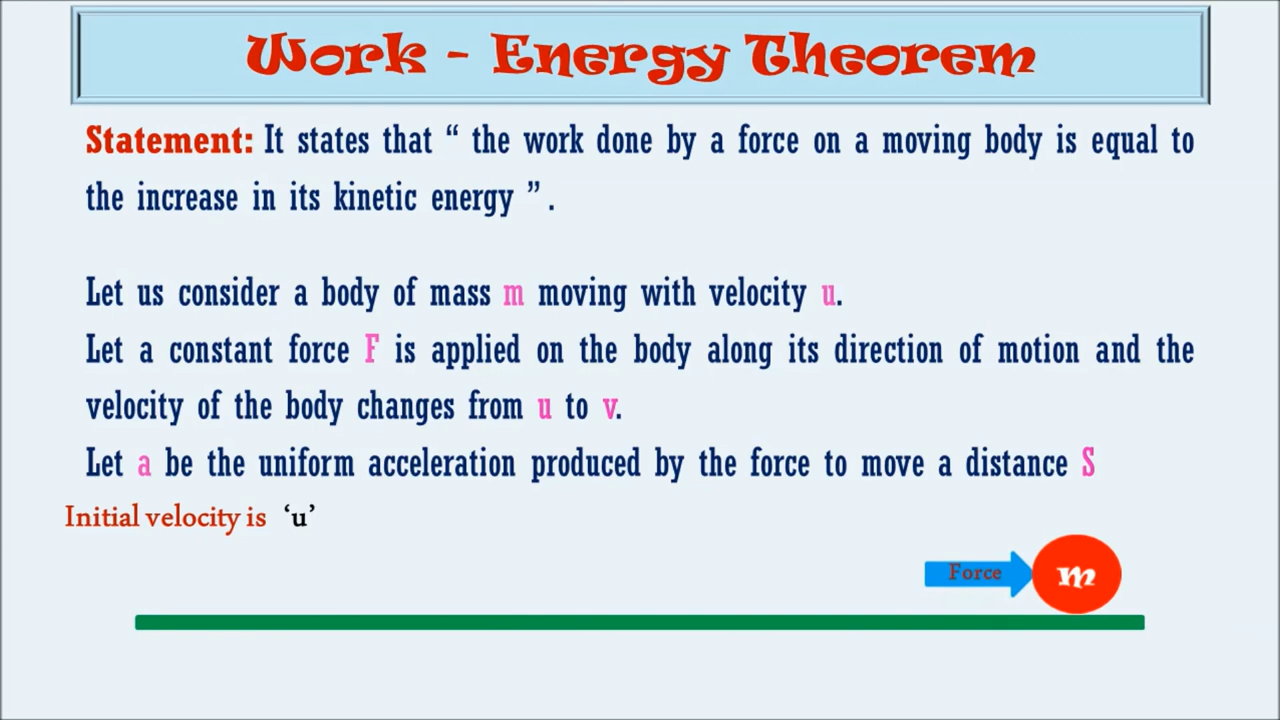 Work - Energy Theorem
Statement: It states that “ the work done by a force on a moving body is equal to
the increase in its kinetic energy ” .
Let us consider a body of mass m moving with velocity u.
Let a constant force F is applied on the body along its direction of motion and the
velocity of the body changes from u to v.
Let a be the uniform acceleration produced by the force to move a distance S
Initial velocity is ‘u’
Force
m